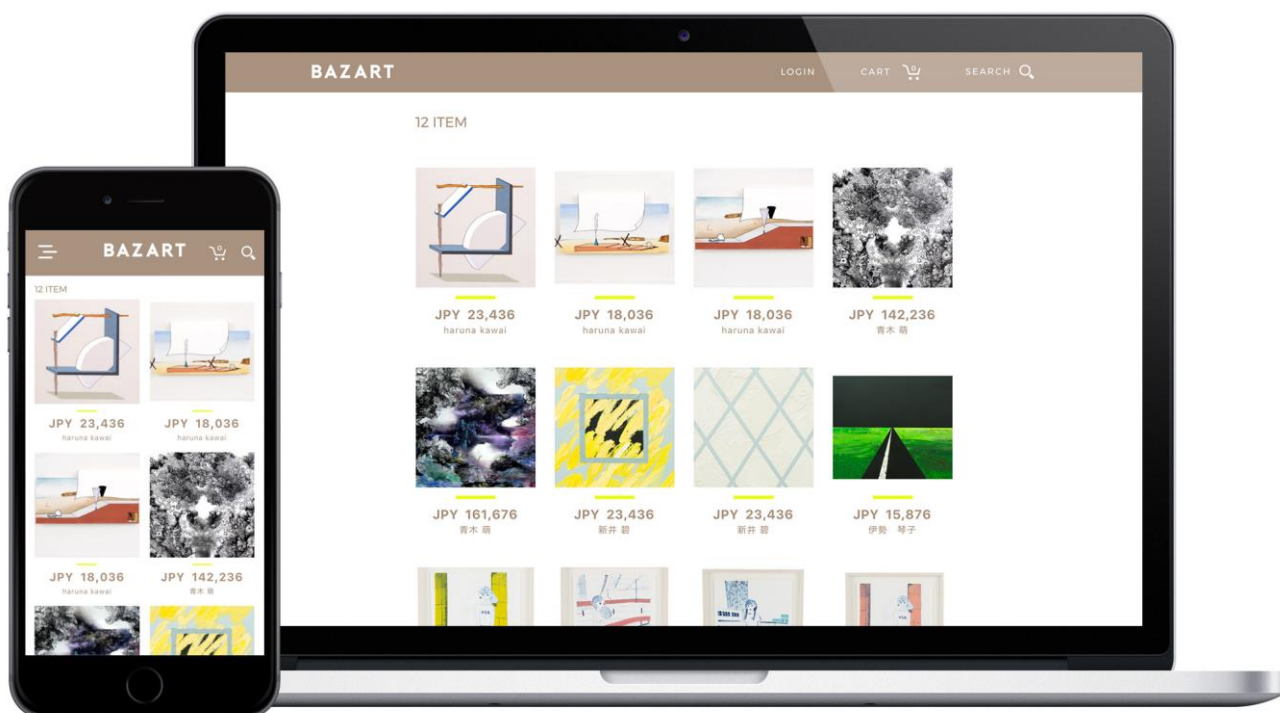 BAZART
LOGIN
CART
0
SEARCH
12 ITEM
JPY 23,436
haruna kawai
JPY 18,036
haruna kawai
JPY 18,036
haruna kawai
JPY 142,236
青木 萌
JPY 161,676
青木 萌
JPY 23,436
新井 碧
JPY 23,436
新井 碧
JPY 15,876
伊勢　琴子
BAZART
0
12 ITEM
JPY 23,436
haruna kawai
JPY 18,036
haruna kawai
JPY 18,036
haruna kawai
JPY 142,236
青木 萌